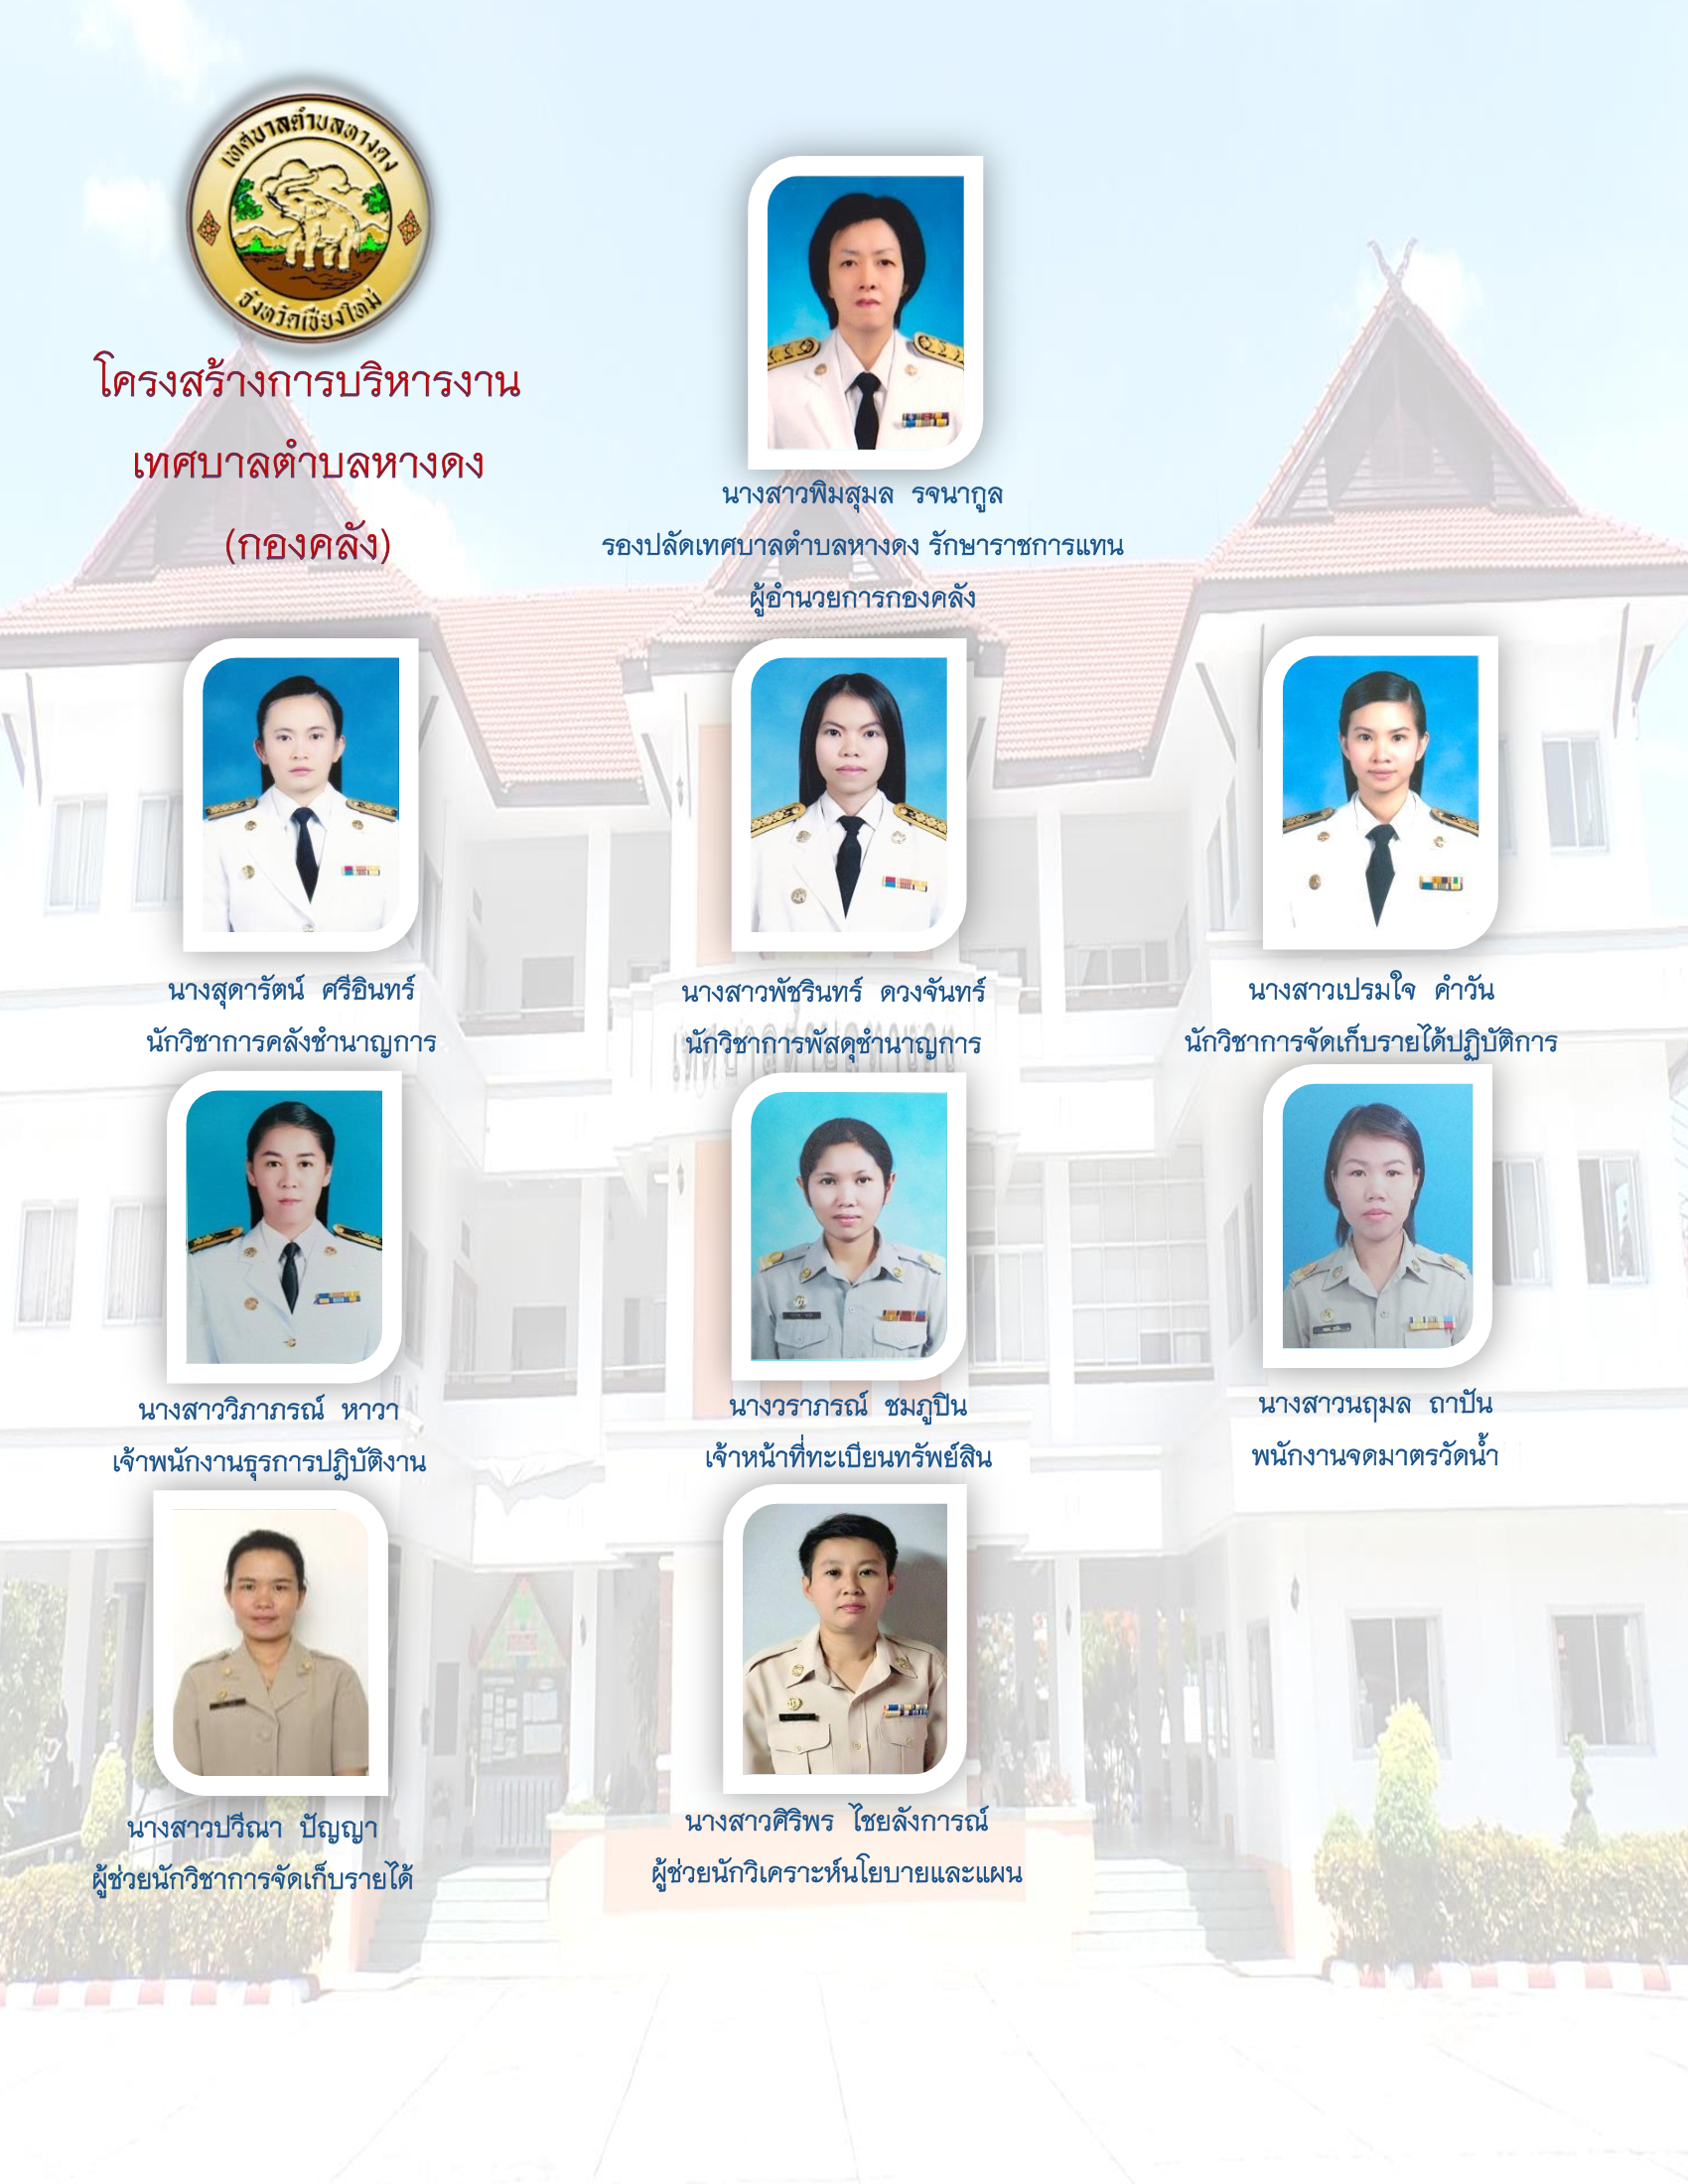 เทศบาลตำบลหางดง
จังหวัดเชียงใหม่
โครงสร้างการบริหารงาน
เทศบาลตำบลหางดง
(กองคลัง)
นางสาวพิมสุมล รจนากูล
รองปลัดเทศบาลตำบลหางดง รักษาราชการแทน
ผู้อำนวยการกองคลัง
นางสุดารัตน์ ศรีอินทร์
นักวิชาการคลังชำนาญการ
นางสาวพัชรินทร์ ดวงจันทร์
นักวิชาการพัสดุชำนาญการ
นางสาวเปรมใจ คำวัน
นักวิชาการจัดเก็บรายได้ปฏิบัติการ
เทศบาลตำบลหางดง
นางสาววิภาภรณ์ หาวา
เจ้าพนักงานธุรการปฎิบัติงาน
นางวราภรณ์ ชมภูปิน
เจ้าหน้าที่ทะเบียนทรัพย์สิน
นางสาวนฤมล ถาปัน
พนักงานจดมาตรวัดน้ำ
นางสาวปวีณา ปัญญา
ผู้ช่วยนักวิชาการจัดเก็บรายได้
นางสาวศิริพร ไชยลังการณ์
ผู้ช่วยนักวิเคราะห์นโยบายและแผน